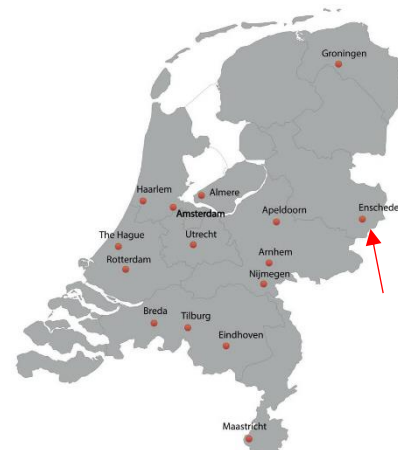 Groningen
Haarlem
Almere
Amsterdam
Enschede
Apeldoorn
The Hague
Utrecht
Rotterdam
Arnhem
Nijmegen
Breda
Tilburg
Eindhoven
Maastricht